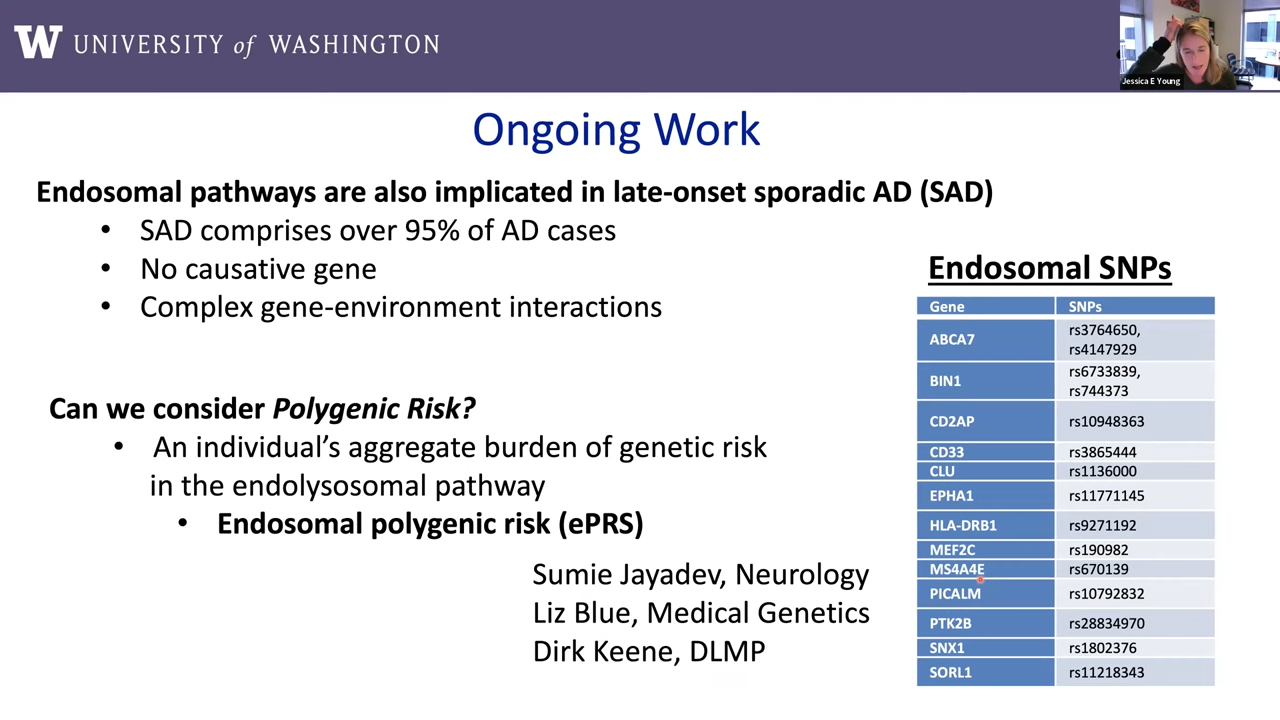 W UNIVERSITY of WASHINGTON
Jessica E Young
Ongoing Work
Endosomal pathways are also implicated in late-onset sporadic AD (SAD)
• SAD comprises over 95% of AD cases
• No causative gene
• Complex gene-environment interactions
Can we consider Polygenic Risk?
• An individual's aggregate burden of genetic risk
in the endolysosomal pathway
• Endosomal polygenic risk (ePRS)
Sumie Jayadev, Neurology
Liz Blue, Medical Genetics
Dirk Keene, DLMP
Endosomal SNPs
Gene SNPs
ABCA7 rs3764650,
rs4147929
BIN1 rs6733839,
rs744373
CD2AP rs10948363
CD33 rs3865444
CLU rs1136000
EPHA1 rs11771145
HLA-DRB1 rs9271192
MEF2C rs190982
MS4A4E rs670139
PICALM rs10792832
PTK2B rs28834970
SNX1 rs1802376
SORL1 rs11218343